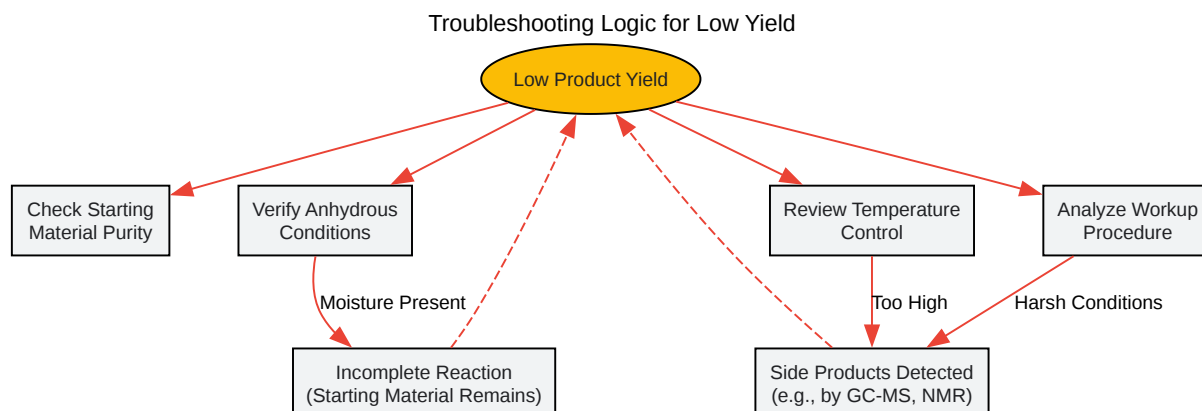 Troubleshooting Logic for Low Yield
Low Product Yield
Check Starting
Material Purity
Verify Anhydrous
Conditions
Review Temperature
Control
Analyze Workup
Procedure
Moisture Present
Too High
Harsh Conditions
Incomplete Reaction
(Starting Material Remains)
Side Products Detected
(e.g., by GC-MS, NMR)